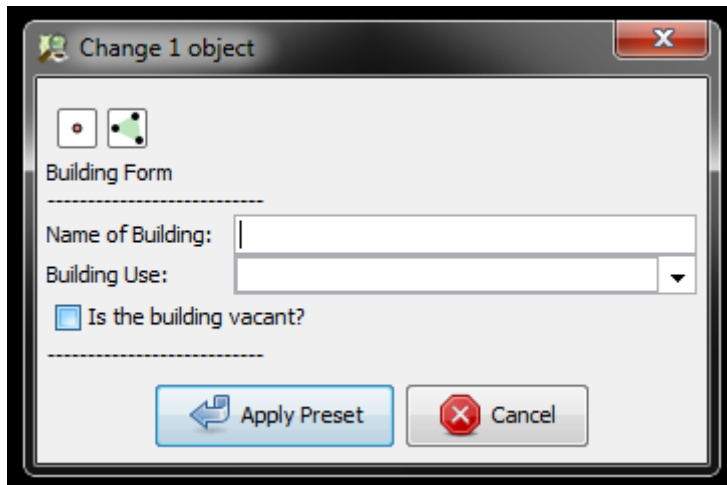 Change 1 object
Building Form
---------------------------
Name of Building:
Building Use:
Is the building vacant?
---------------------------
Apply Preset Cancel